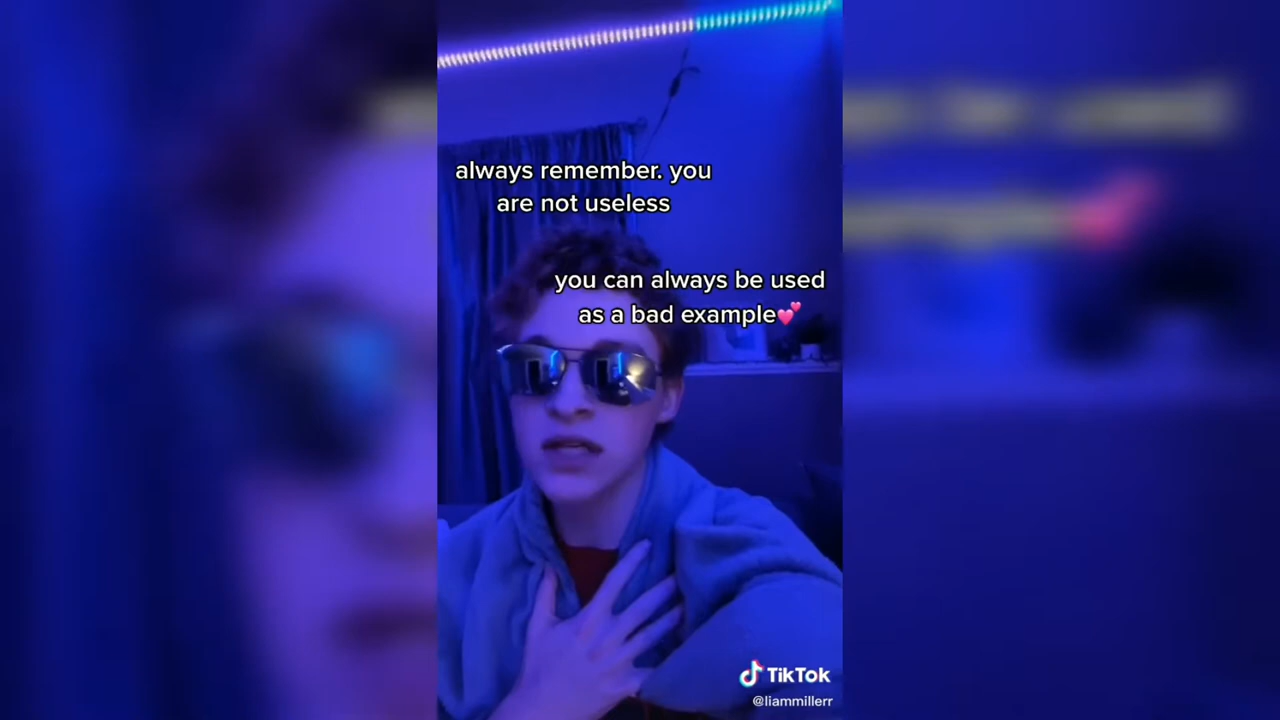 always remember. you
are not useless
you can always be used
as a bad example💕
TikTok
@liammillerr